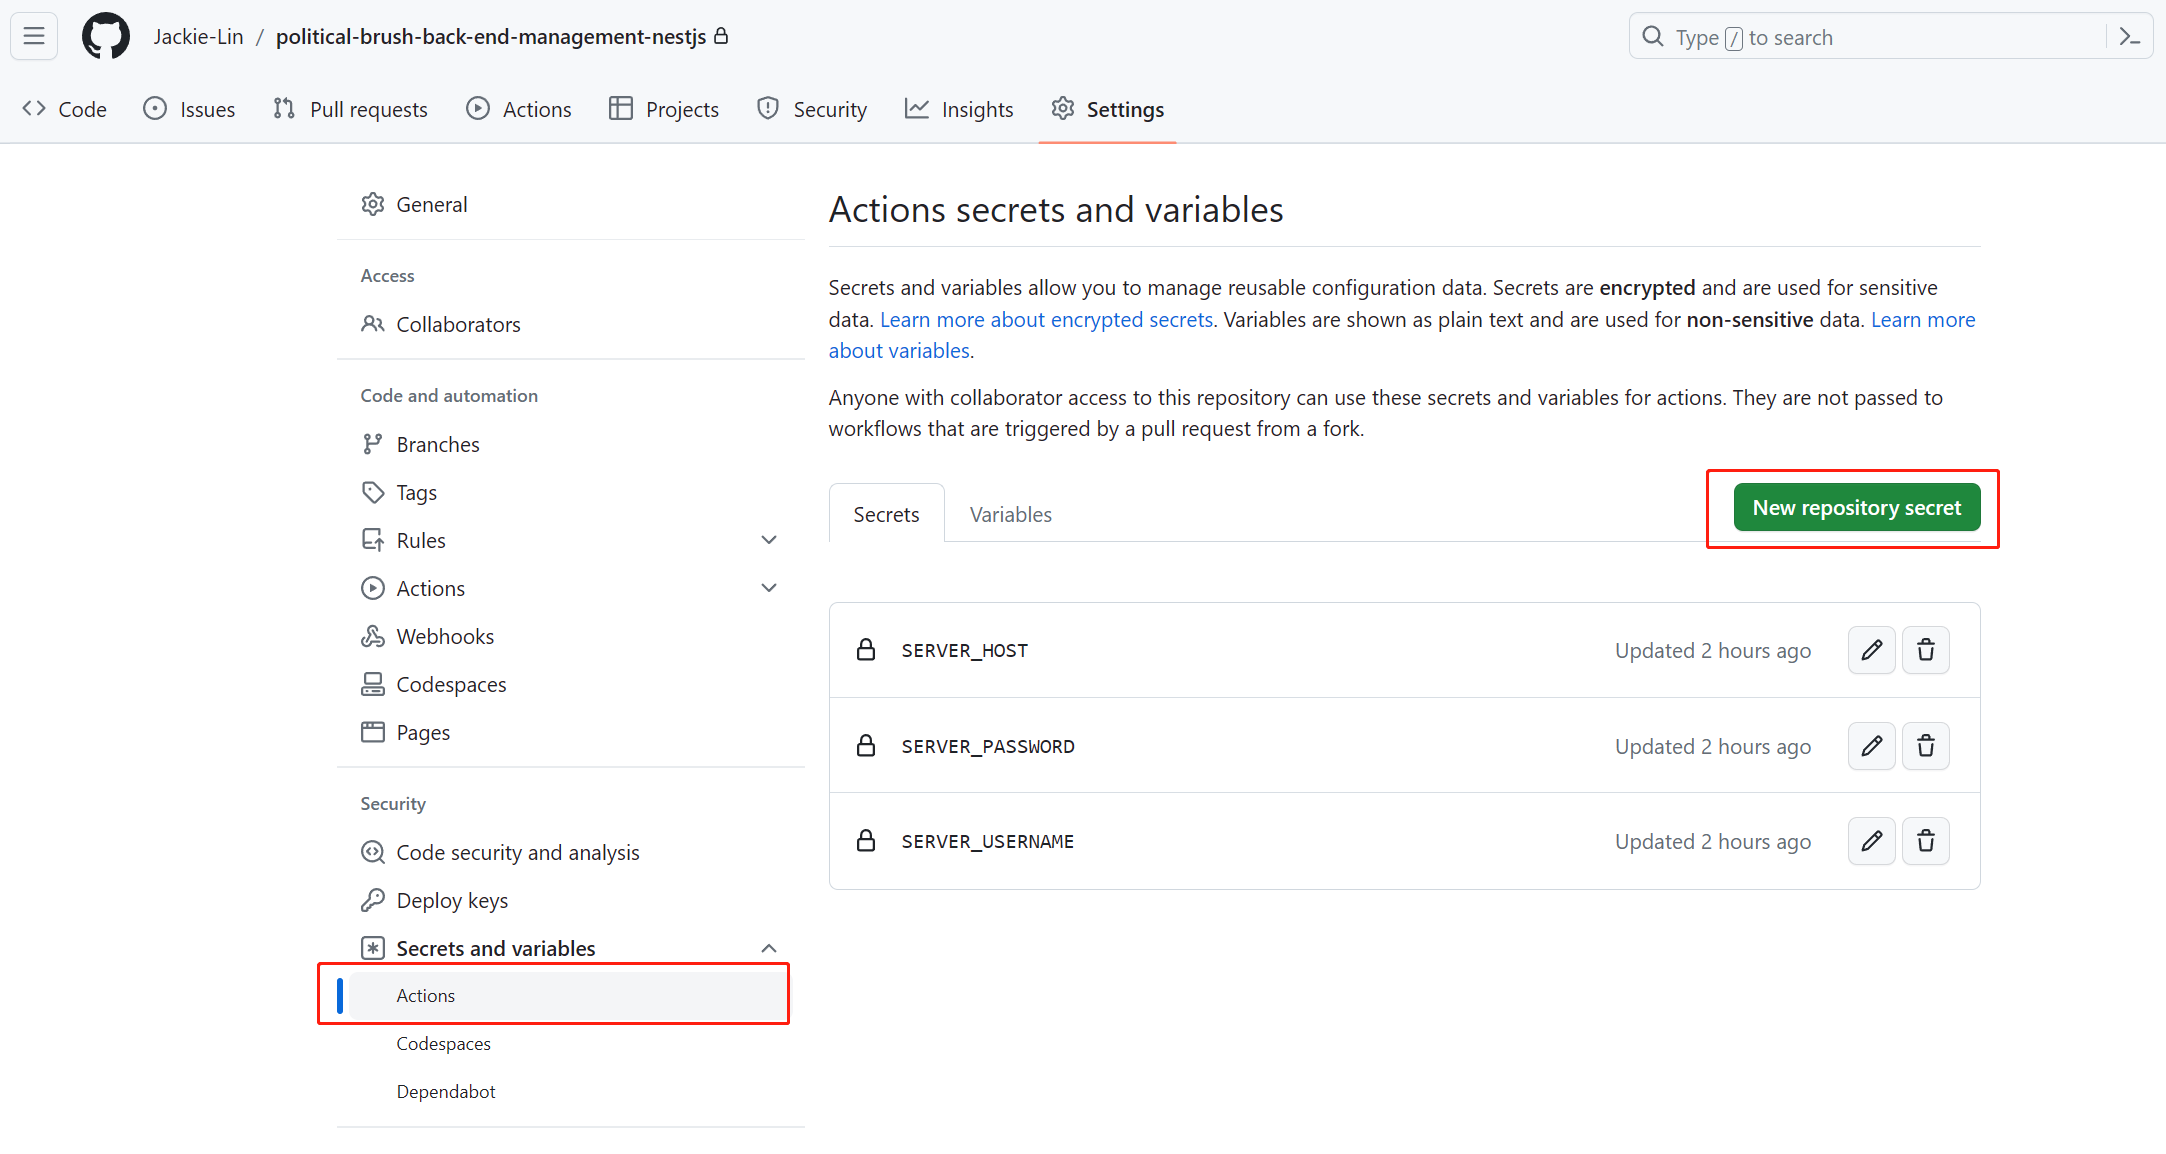 Jackie-Lin / political-brush-back-end-management-nestjs
Type / to search
Code
Issues
Pull requests
Actions
Projects
Security
Insights
Settings
General
Access
Collaborators
Code and automation
Branches
Tags
Rules
Actions
Webhooks
Codespaces
Pages
Security
Code security and analysis
Deploy keys
Secrets and variables
Actions
Codespaces
Dependabot
Actions secrets and variables
Secrets and variables allow you to manage reusable configuration data. Secrets are encrypted and are used for sensitive
data. Learn more about encrypted secrets. Variables are shown as plain text and are used for non-sensitive data. Learn more
about variables.
Anyone with collaborator access to this repository can use these secrets and variables for actions. They are not passed to
workflows that are triggered by a pull request from a fork.
Secrets
Variables
New repository secret
SERVER_HOST Updated 2 hours ago
SERVER_PASSWORD Updated 2 hours ago
SERVER_USERNAME Updated 2 hours ago